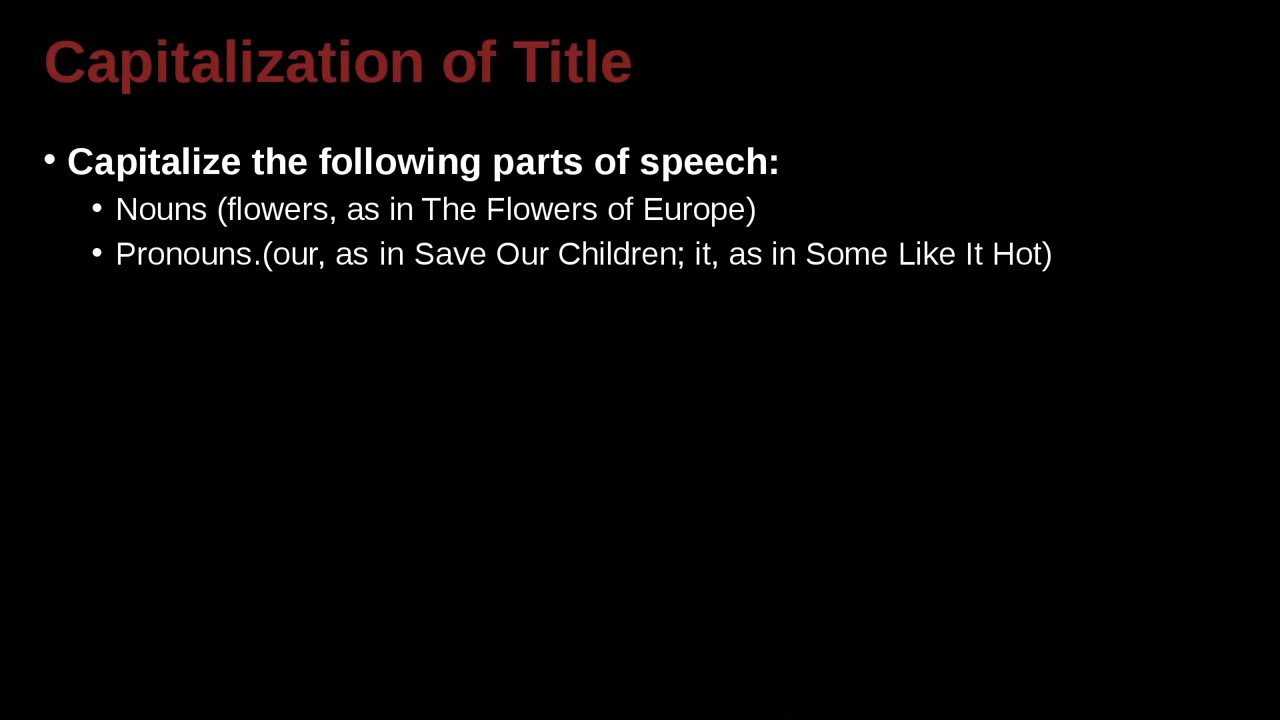 Capitalization of Title
• Capitalize the following parts of speech:
• Nouns (flowers, as in The Flowers of Europe)
• Pronouns.(our, as in Save Our Children; it, as in Some Like It Hot)